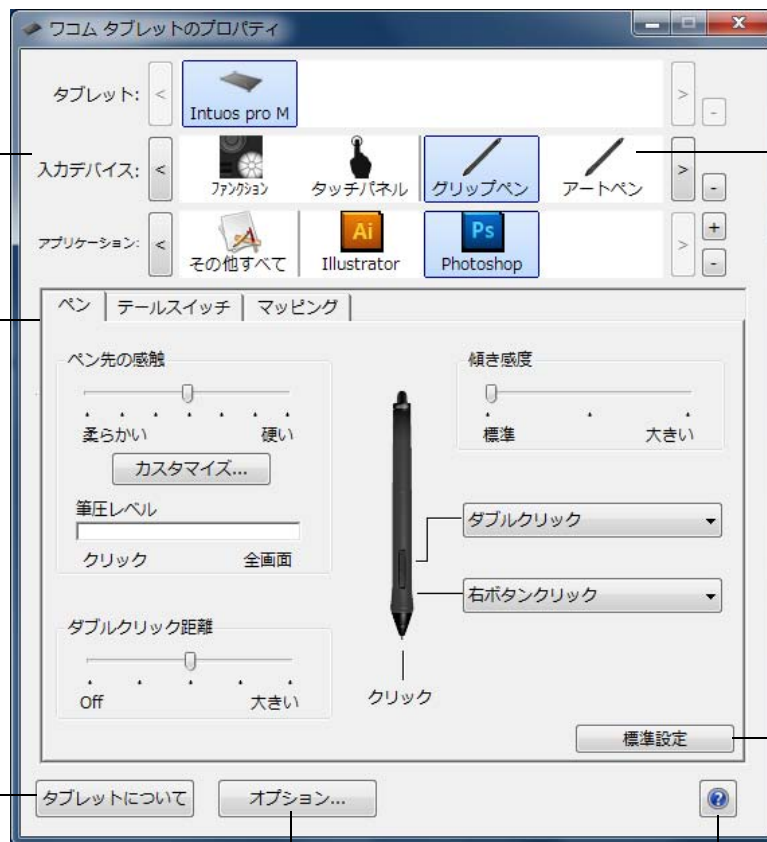 ワコム タブレットのプロパティ
タブレット:
Intuos pro M
入力デバイス:
ファンクション
タッチパネル
グリップペン
アートペン
アプリケーション:
その他すべて
Ai
Illustrator
Ps
Photoshop
ペン
テールスイッチ
マッピング
ペン先の感触
柔らかい
硬い
カスタマイズ...
筆圧レベル
クリック
全画面
ダブルクリック距離
Off
大きい
傾き感度
標準
大きい
ダブルクリック
右ボタンクリック
クリック
標準設定
タブレットについて
オプション...